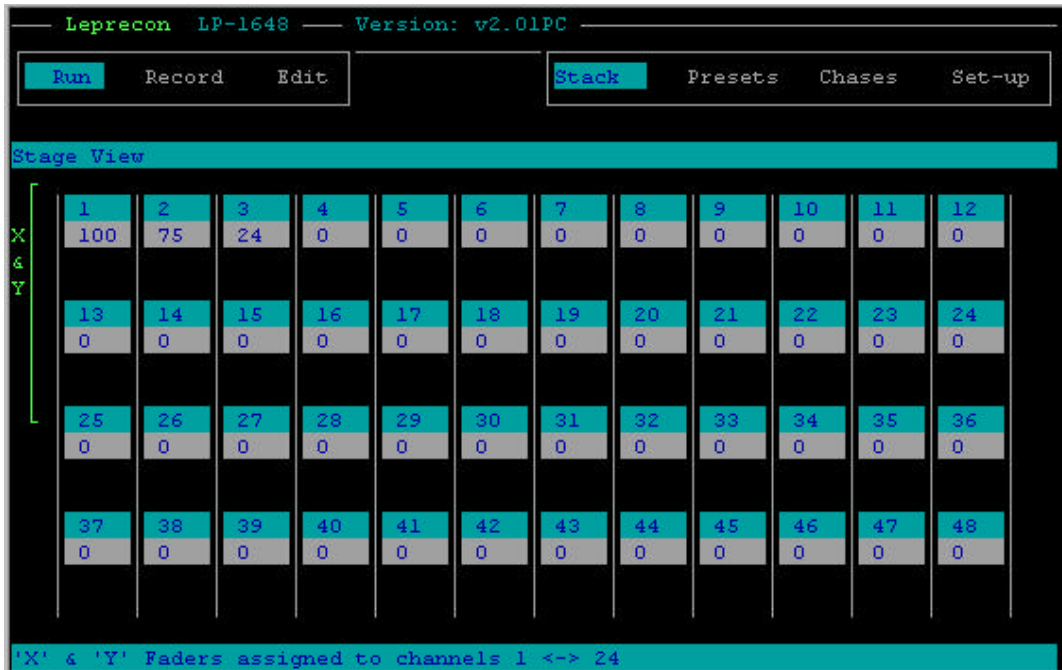 Leprecon LP-1648 Version: v2.01PC
Run Record Edit Stack Presets Chases Set-up
Stage View
1 2 3 4 5 6 7 8 9 10 11 12
100 75 24 0 0 0 0 0 0 0 0 0
X
&
Y
13 14 15 16 17 18 19 20 21 22 23 24
0 0 0 0 0 0 0 0 0 0 0 0
25 26 27 28 29 30 31 32 33 34 35 36
0 0 0 0 0 0 0 0 0 0 0 0
37 38 39 40 41 42 43 44 45 46 47 48
0 0 0 0 0 0 0 0 0 0 0 0
'X' & 'Y' Faders assigned to channels 1 <-> 24